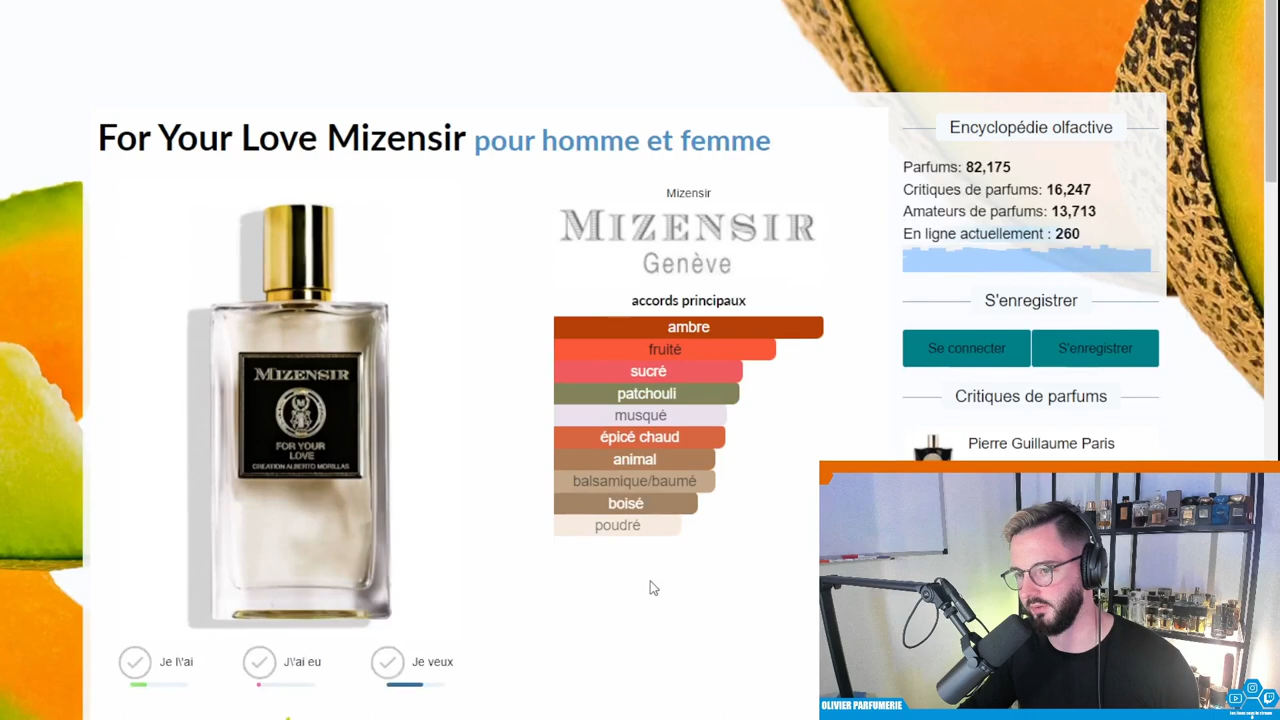 For Your Love Mizensir pour homme et femme
Mizensir
MIZENSIR
Genève
accords principaux
ambre
fruité
sucré
patchouli
musqué
épicé chaud
animal
balsamique/baumé
boisé
poudré
MIZENSIR
FOR YOUR
LOVE
CREATION ALBERTO MORILLAS
Je l\'ai
J\'ai eu
Je veux
Encyclopédie olfactive
Parfums: 82,175
Critiques de parfums: 16,247
Amateurs de parfums: 13,713
En ligne actuellement : 260
S'enregistrer
Se connecter
S'enregistrer
Critiques de parfums
Pierre Guillaume Paris
OLIVIER PARFUMERIE